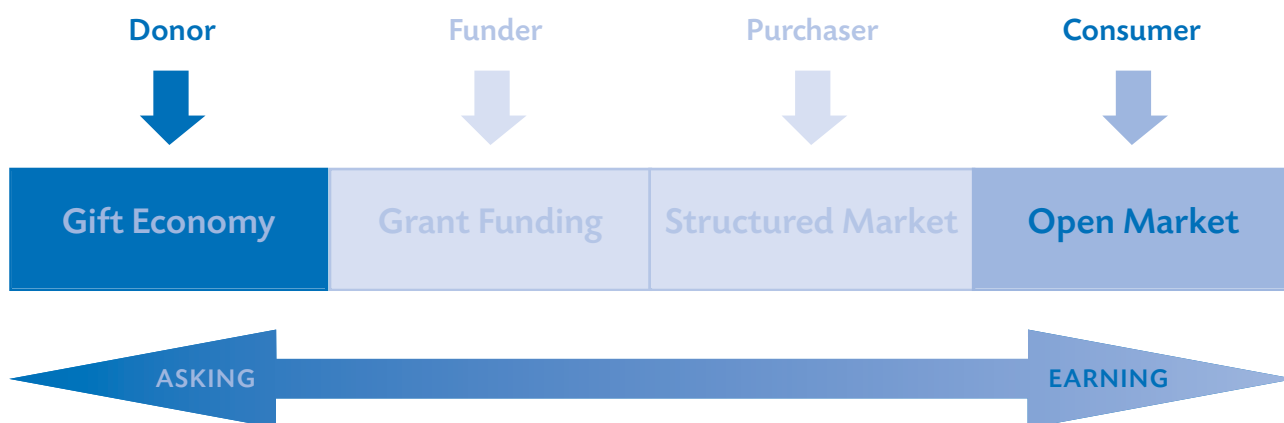 Donor Funder Purchaser Consumer
Gift Economy Grant Funding Structured Market Open Market
ASKING EARNING